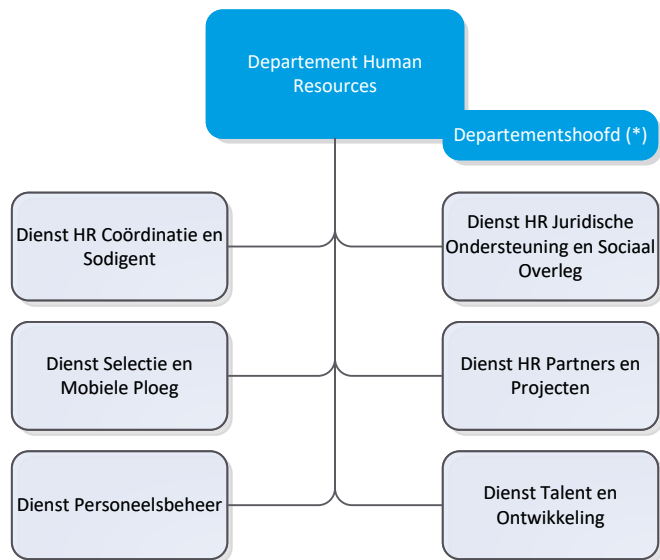 Departement Human
Resources
Departementshoofd (*)
Dienst HR Coördinatie en
Sodigent
Dienst HR Juridische
Ondersteuning en Sociaal
Overleg
Dienst Selectie en
Mobiele Ploeg
Dienst HR Partners en
Projecten
Dienst Personeelsbeheer
Dienst Talent en
Ontwikkeling